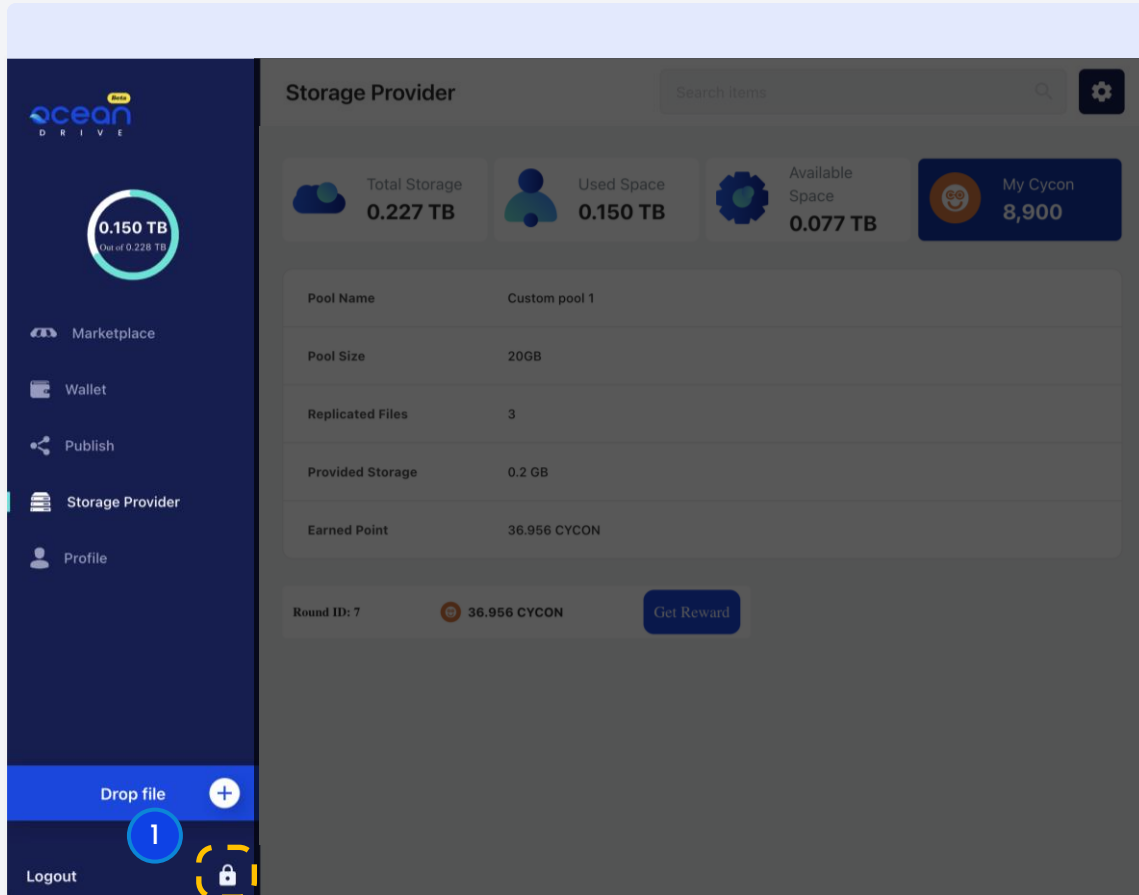 Beta
ocean
DRIVE
0.150 TB
Out of 0.228 TB
Marketplace
Wallet
Publish
Storage Provider
Profile
Drop file
1
Logout
Storage Provider
Search items
Total Storage
0.227 TB
Used Space
0.150 TB
Available
Space
0.077 TB
My Cycon
8,900
Pool Name Custom pool 1
Pool Size 20GB
Replicated Files 3
Provided Storage 0.2 GB
Earned Point 36.956 CYCON
Round ID: 7 36.956 CYCON Get Reward